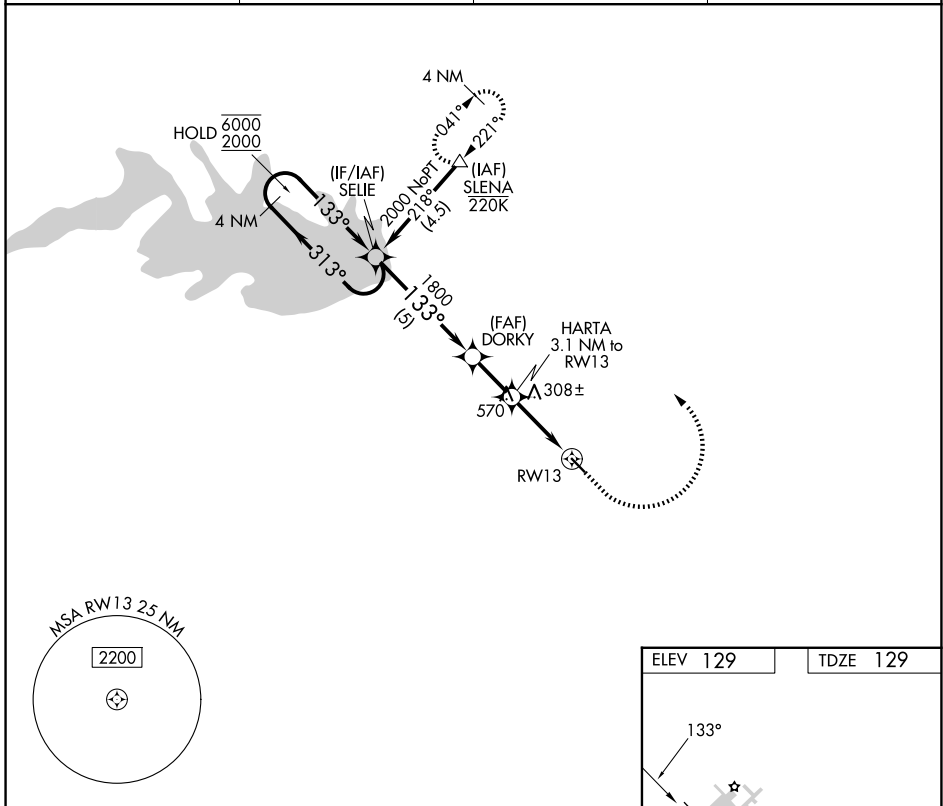 4 NM
041°
221°
HOLD 6000
2000
(IF/IAF)
SELIE
(IAF)
SLENA
220K
2000 NoPT
218°
(4.5)
133°
4 NM
313°
1800
133°
(5)
(FAF)
DORKY
HARTA
3.1 NM to
RW13
308±
570
RW13
MSA RW13 25 NM
2200
ELEV 129
TDZE 129
133°